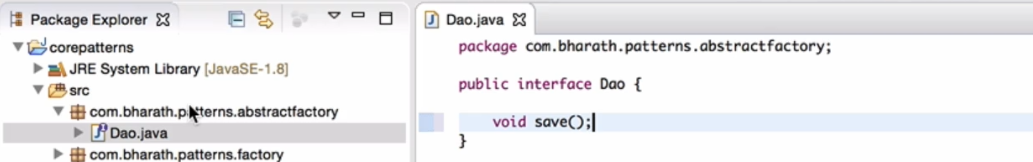 Package Explorer
corepatterns
JRE System Library [JavaSE-1.8]
src
com.bharath.patterns.abstractfactory
Dao.java
com.bharath.patterns.factory
Dao.java
package com.bharath.patterns.abstractfactory;
public interface Dao {
void save();
}